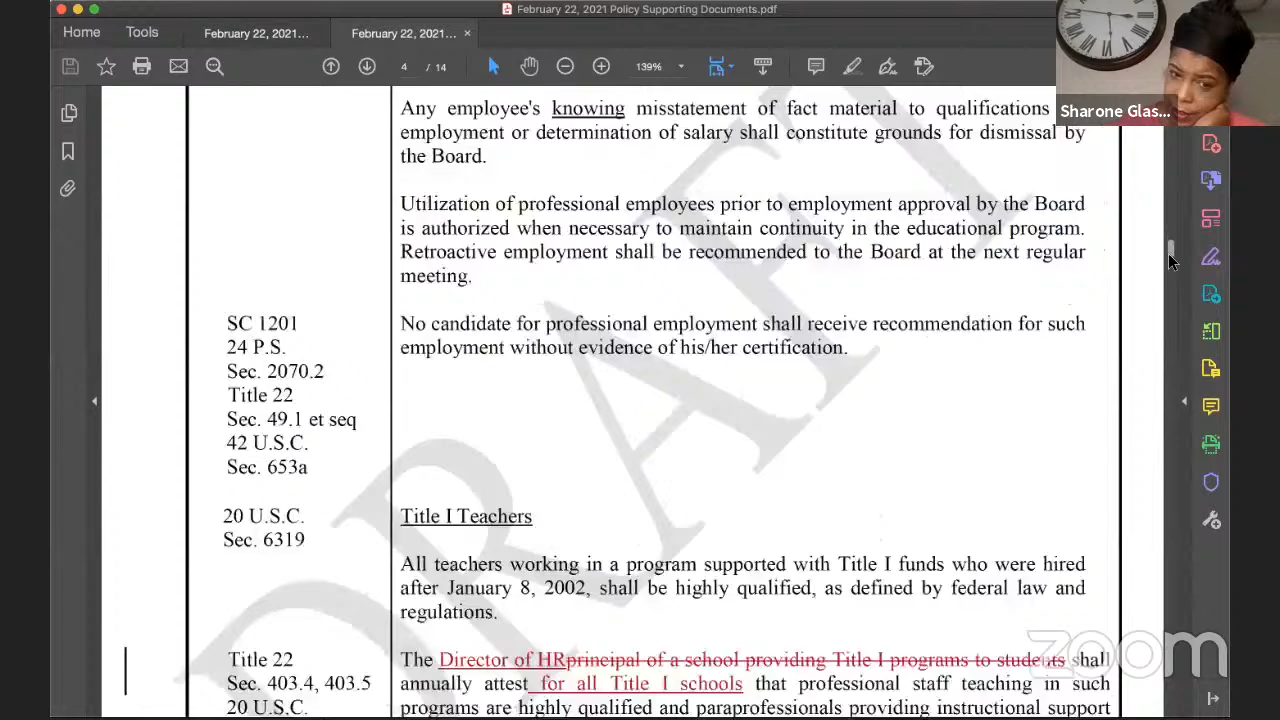 February 22, 2021 Policy Supporting Documents.pdf
Home
Tools
February 22, 2021...
February 22, 2021...
4 / 14
139%
Sharone Glas...
Any employee's knowing misstatement of fact material to qualifications
employment or determination of salary shall constitute grounds for dismissal by
the Board.
Utilization of professional employees prior to employment approval by the Board
is authorized when necessary to maintain continuity in the educational program.
Retroactive employment shall be recommended to the Board at the next regular
meeting.
SC 1201
24 P.S.
Sec. 2070.2
Title 22
Sec. 49.1 et seq
42 U.S.C.
Sec. 653a
No candidate for professional employment shall receive recommendation for such
employment without evidence of his/her certification.
20 U.S.C.
Sec. 6319
Title I Teachers
All teachers working in a program supported with Title I funds who were hired
after January 8, 2002, shall be highly qualified, as defined by federal law and
regulations.
Title 22
Sec. 403.4, 403.5
20 U.S.C.
The Director of HRprincipal of a school providing Title I programs to students shall
annually attest for all Title I schools that professional staff teaching in such
programs are highly qualified and paraprofessionals providing instructional support
DRAFT
zoom